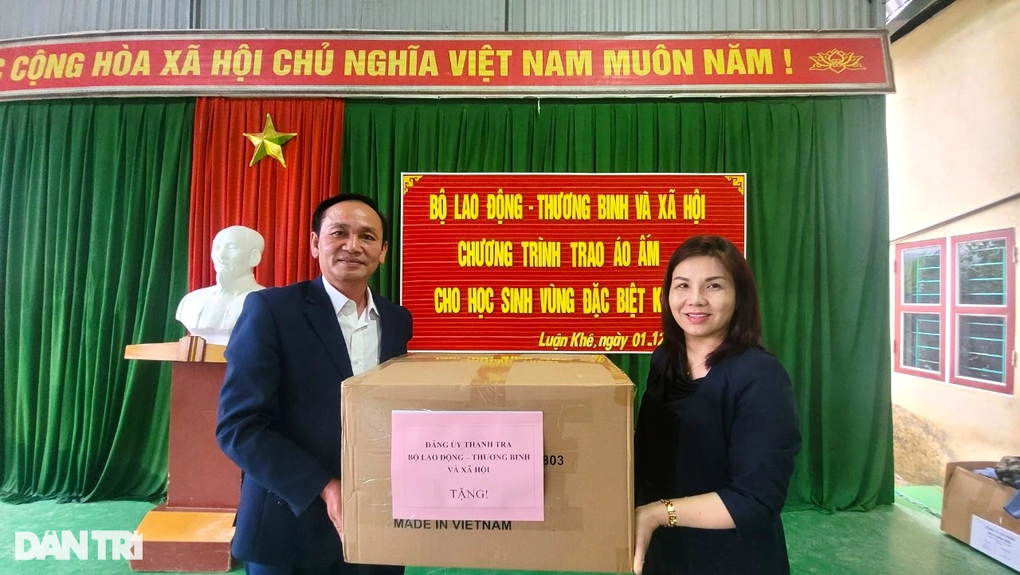 CỘNG HÒA XÃ HỘI CHỦ NGHĨA VIỆT NAM MUÔN NĂM !
BỘ LAO ĐỘNG - THƯƠNG BINH VÀ XÃ HỘI
CHƯƠNG TRÌNH TRAO ÁO ẤM
CHO HỌC SINH VÙNG ĐẶC BIỆT K
Luận Khê, ngày 01-12
ĐẢNG ỦY THANH TRA
BỘ LAO ĐỘNG – THƯƠNG BINH
VÀ XÃ HỘI
TẶNG!
803
MADE IN VIETNAM
DÂN TRÍ